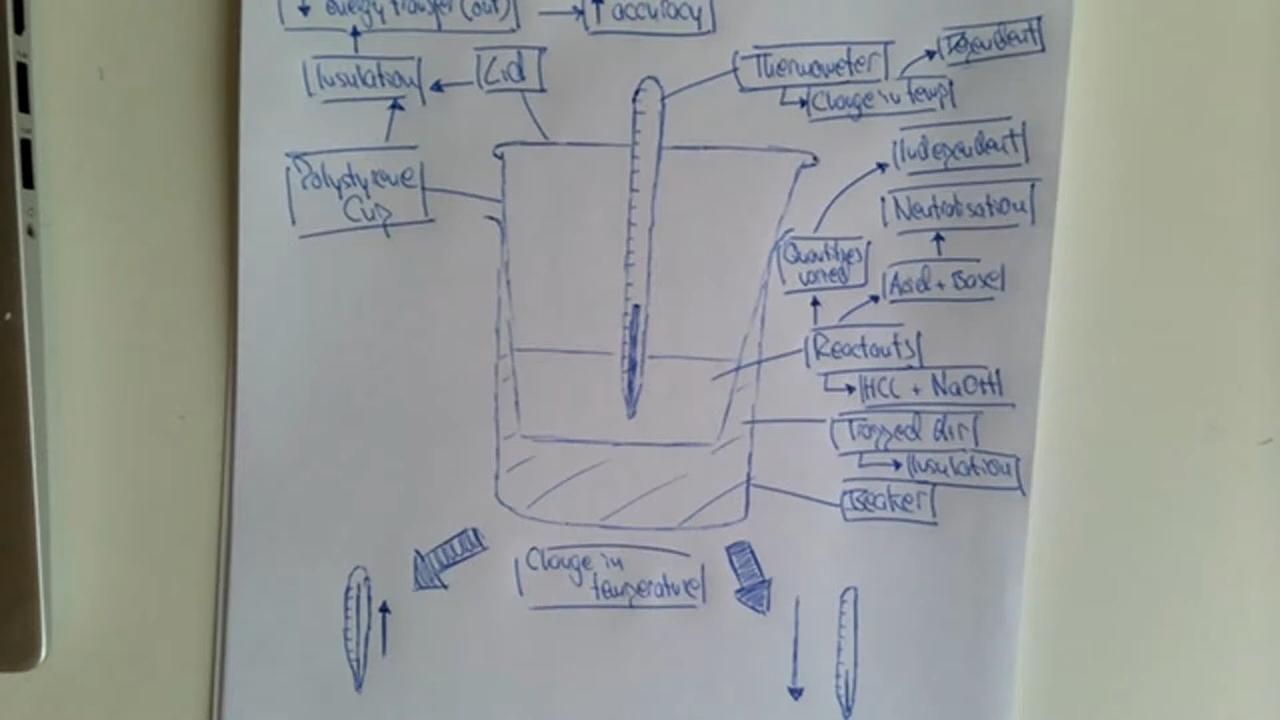 ↓ energy transfer (out) → ↑ accuracy
Insulation
Lid
Thermometer
Dependent
Change in temp
Polystyrene
Cup
Independent
Neutralisation
Quantities
varied
Acid + Base
Reactants
HCl + NaOH
Trapped air
Insulation
Beaker
Change in
temperature